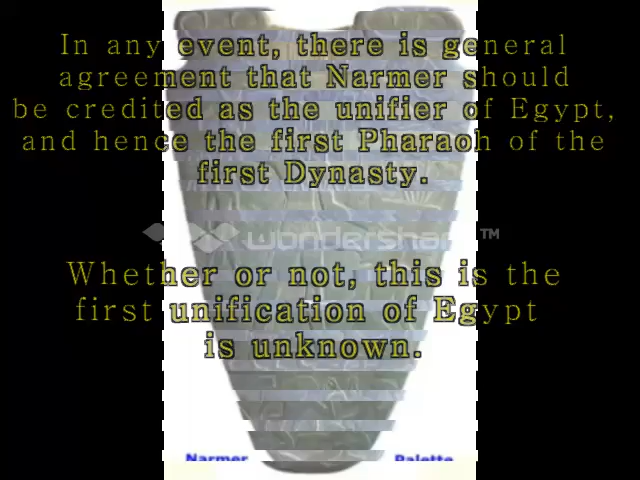 In any event, there is general
agreement that Narmer should
be credited as the unifier of Egypt,
and hence the first Pharaoh of the
first Dynasty.
wondershare™
Whether or not, this is the
first unification of Egypt
is unknown.
Narmer Palette